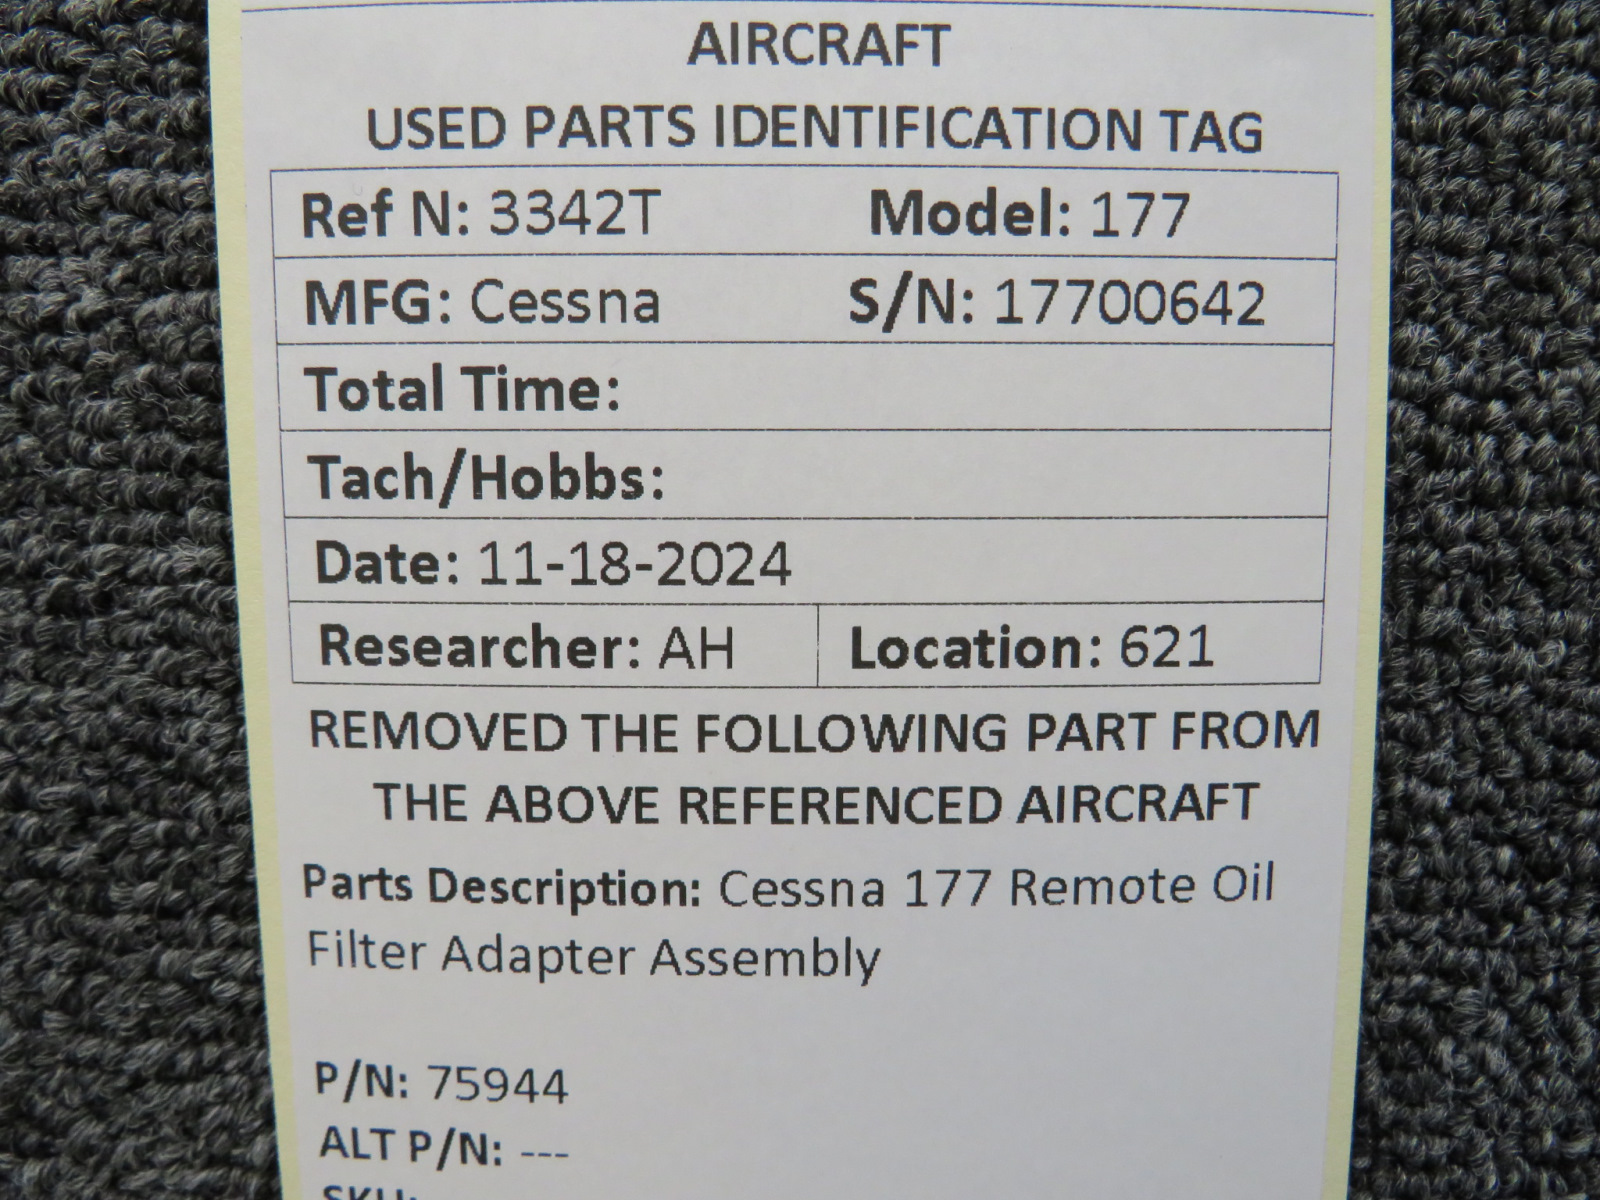 AIRCRAFT
USED PARTS IDENTIFICATION TAG
Ref N: 3342T Model: 177
MFG: Cessna S/N: 17700642
Total Time:
Tach/Hobbs:
Date: 11-18-2024
Researcher: AH Location: 621
REMOVED THE FOLLOWING PART FROM
THE ABOVE REFERENCED AIRCRAFT
Parts Description: Cessna 177 Remote Oil
Filter Adapter Assembly
P/N: 75944
ALT P/N: ---
SKU: